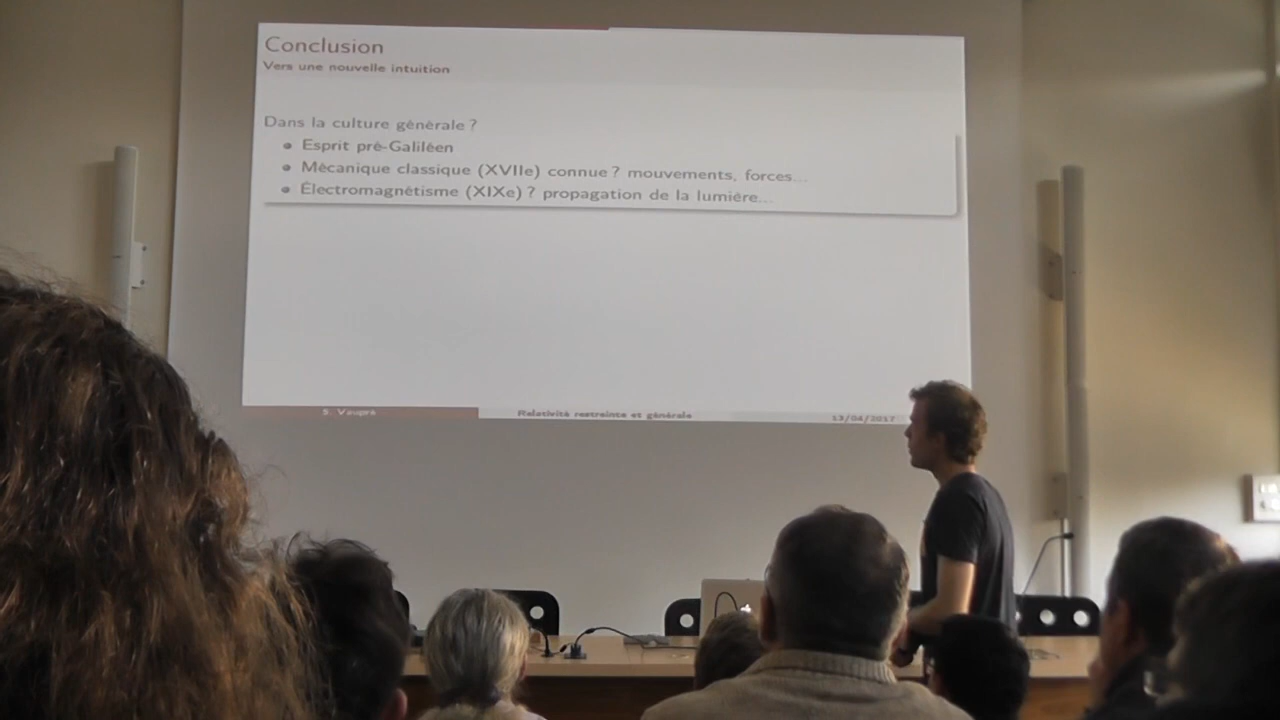 Conclusion
Vers une nouvelle intuition
Dans la culture générale ?
Esprit pré-Galiléen
Mécanique classique (XVIIe) connue ? mouvements, forces...
Électromagnétisme (XIXe) ? propagation de la lumière...
S. Vaupré Relativité restreinte et générale 13/04/2017